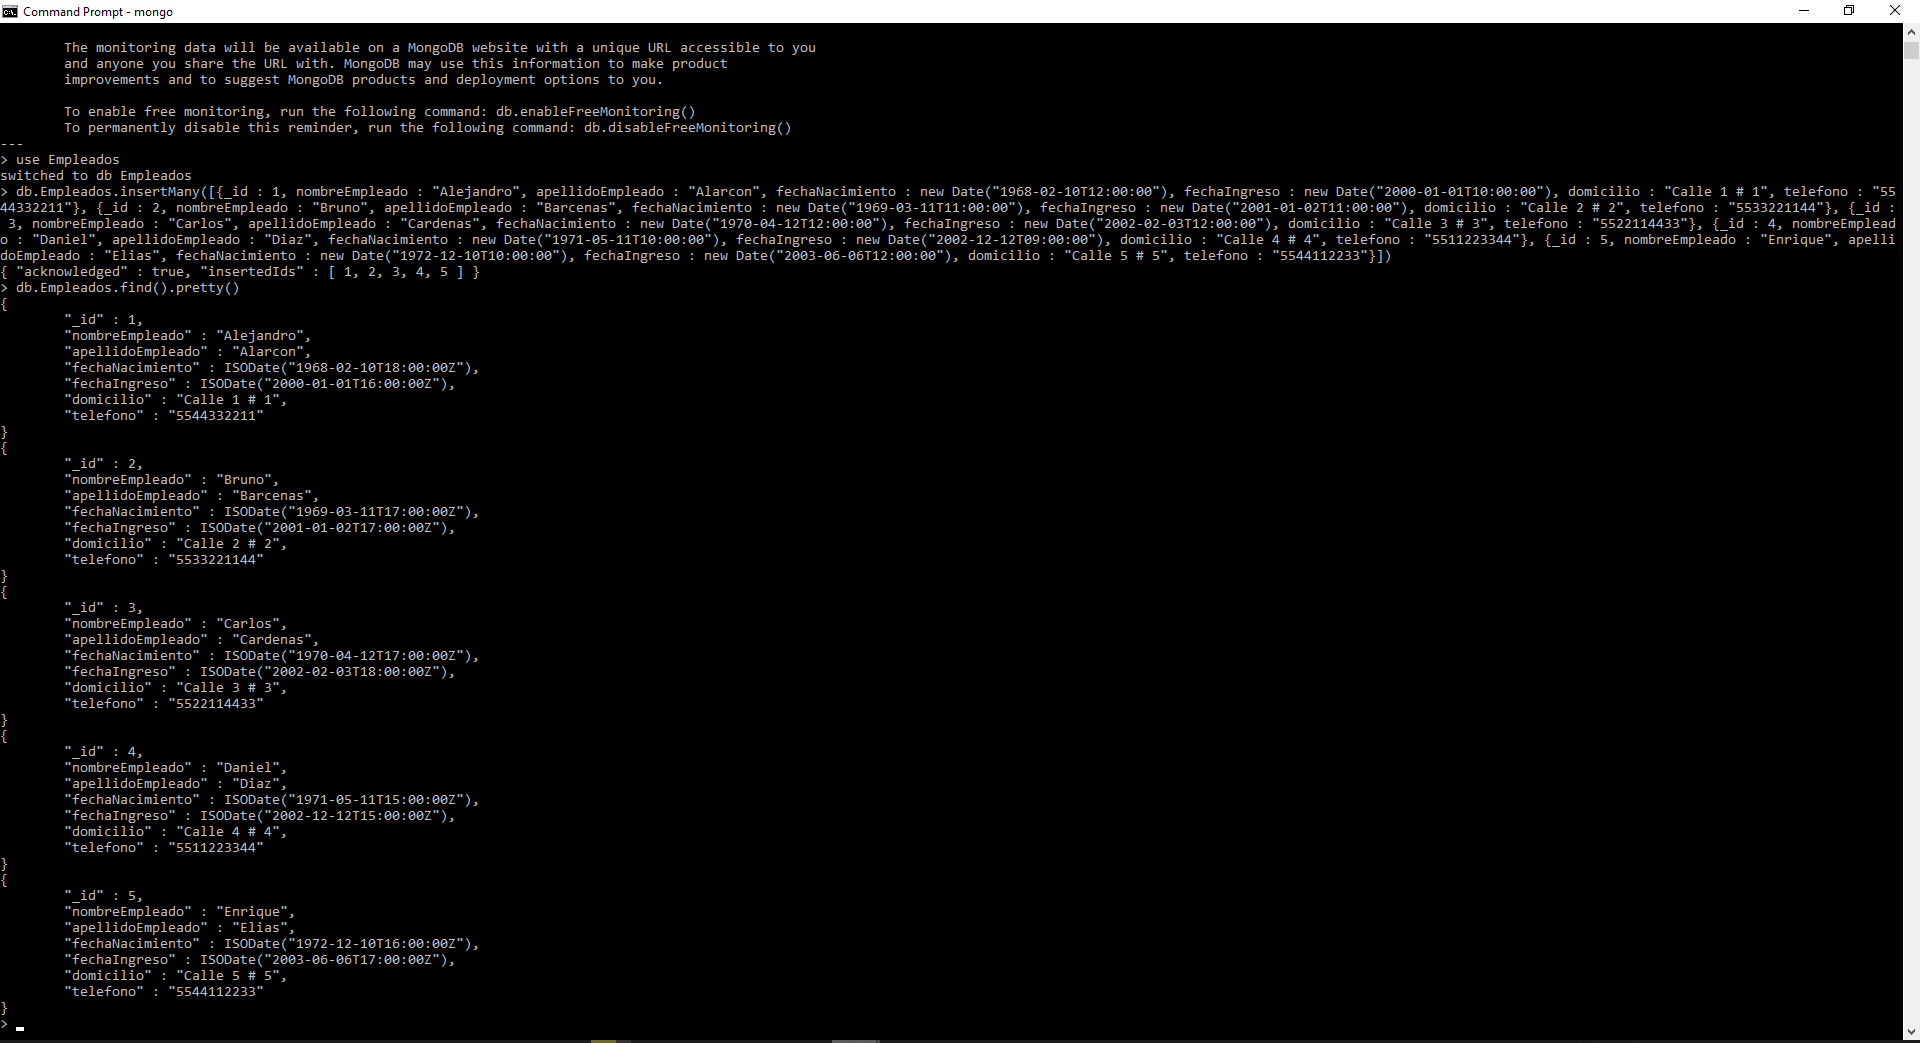 Command Prompt - mongo
The monitoring data will be available on a MongoDB website with a unique URL accessible to you
and anyone you share the URL with. MongoDB may use this information to make product
improvements and to suggest MongoDB products and deployment options to you.
To enable free monitoring, run the following command: db.enableFreeMonitoring()
To permanently disable this reminder, run the following command: db.disableFreeMonitoring()
---
> use Empleados
switched to db Empleados
> db.Empleados.insertMany([{_id : 1, nombreEmpleado : "Alejandro", apellidoEmpleado : "Alarcon", fechaNacimiento : new Date("1968-02-10T12:00:00"), fechaIngreso : new Date("2000-01-01T10:00:00"), domicilio : "Calle 1 # 1", telefono : "55
44332211"}, {_id : 2, nombreEmpleado : "Bruno", apellidoEmpleado : "Barcenas", fechaNacimiento : new Date("1969-03-11T11:00:00"), fechaIngreso : new Date("2001-01-02T11:00:00"), domicilio : "Calle 2 # 2", telefono : "5533221144"}, {_id :
3, nombreEmpleado : "Carlos", apellidoEmpleado : "Cardenas", fechaNacimiento : new Date("1970-04-12T12:00:00"), fechaIngreso : new Date("2002-02-03T12:00:00"), domicilio : "Calle 3 # 3", telefono : "5522114433"}, {_id : 4, nombreEmplead
o : "Daniel", apellidoEmpleado : "Diaz", fechaNacimiento : new Date("1971-05-11T10:00:00"), fechaIngreso : new Date("2002-12-12T09:00:00"), domicilio : "Calle 4 # 4", telefono : "5511223344"}, {_id : 5, nombreEmpleado : "Enrique", apelli
doEmpleado : "Elias", fechaNacimiento : new Date("1972-12-10T10:00:00"), fechaIngreso : new Date("2003-06-06T12:00:00"), domicilio : "Calle 5 # 5", telefono : "5544112233"}])
{ "acknowledged" : true, "insertedIds" : [ 1, 2, 3, 4, 5 ] }
> db.Empleados.find().pretty()
{
"_id" : 1,
"nombreEmpleado" : "Alejandro",
"apellidoEmpleado" : "Alarcon",
"fechaNacimiento" : ISODate("1968-02-10T18:00:00Z"),
"fechaIngreso" : ISODate("2000-01-01T16:00:00Z"),
"domicilio" : "Calle 1 # 1",
"telefono" : "5544332211"
}
{
"_id" : 2,
"nombreEmpleado" : "Bruno",
"apellidoEmpleado" : "Barcenas",
"fechaNacimiento" : ISODate("1969-03-11T17:00:00Z"),
"fechaIngreso" : ISODate("2001-01-02T17:00:00Z"),
"domicilio" : "Calle 2 # 2",
"telefono" : "5533221144"
}
{
"_id" : 3,
"nombreEmpleado" : "Carlos",
"apellidoEmpleado" : "Cardenas",
"fechaNacimiento" : ISODate("1970-04-12T17:00:00Z"),
"fechaIngreso" : ISODate("2002-02-03T18:00:00Z"),
"domicilio" : "Calle 3 # 3",
"telefono" : "5522114433"
}
{
"_id" : 4,
"nombreEmpleado" : "Daniel",
"apellidoEmpleado" : "Diaz",
"fechaNacimiento" : ISODate("1971-05-11T15:00:00Z"),
"fechaIngreso" : ISODate("2002-12-12T15:00:00Z"),
"domicilio" : "Calle 4 # 4",
"telefono" : "5511223344"
}
{
"_id" : 5,
"nombreEmpleado" : "Enrique",
"apellidoEmpleado" : "Elias",
"fechaNacimiento" : ISODate("1972-12-10T16:00:00Z"),
"fechaIngreso" : ISODate("2003-06-06T17:00:00Z"),
"domicilio" : "Calle 5 # 5",
"telefono" : "5544112233"
}
>